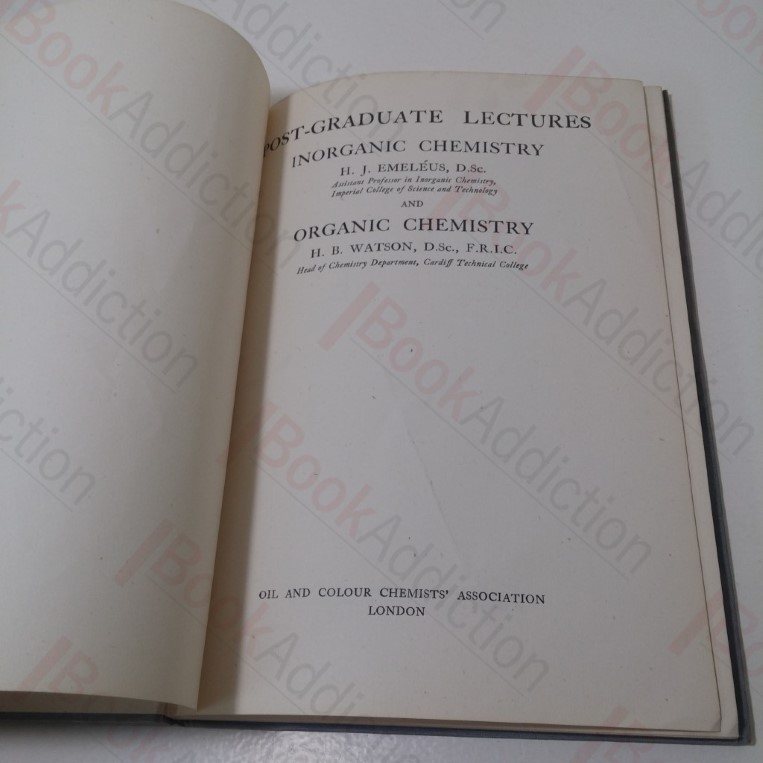 POST-GRADUATE LECTURES
INORGANIC CHEMISTRY
H. J. EMELÉUS, D.Sc.
Assistant Professor in Inorganic Chemistry,
Imperial College of Science and Technology
AND
ORGANIC CHEMISTRY
H. B. WATSON, D.Sc., F.R.I.C.
Head of Chemistry Department, Cardiff Technical College
OIL AND COLOUR CHEMISTS' ASSOCIATION
LONDON
BookAddiction